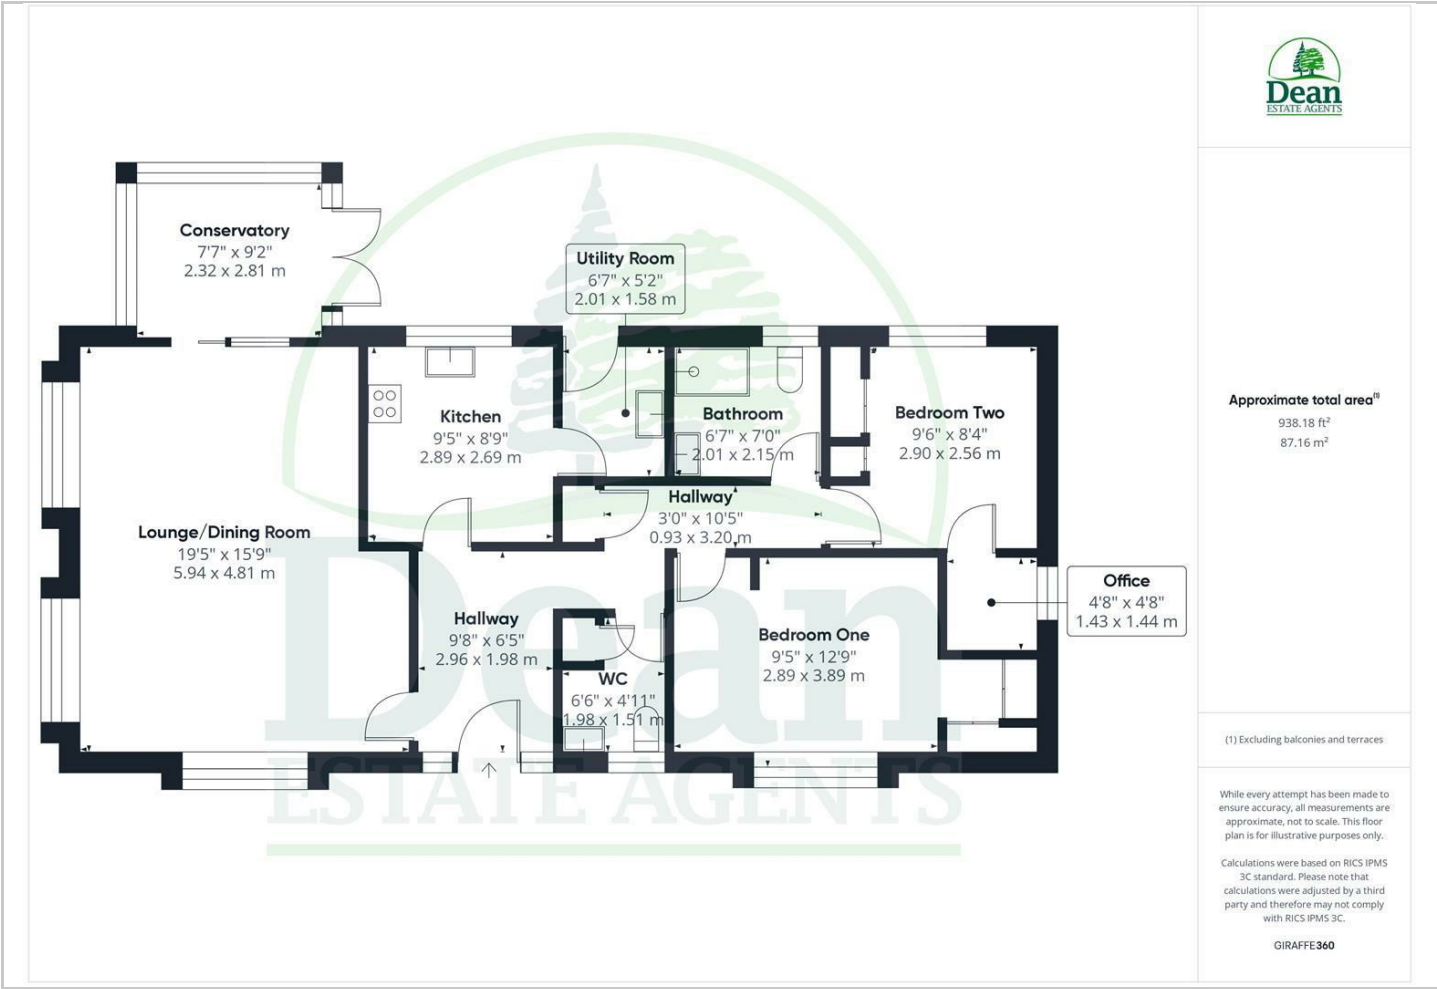 Conservatory
7'7" x 9'2"
2.32 x 2.81 m
Utility Room
6'7" x 5'2"
2.01 x 1.58 m
Kitchen
9'5" x 8'9"
2.89 x 2.69 m
Bathroom
6'7" x 7'0"
2.01 x 2.15 m
Bedroom Two
9'6" x 8'4"
2.90 x 2.56 m
Hallway
3'0" x 10'5"
0.93 x 3.20 m
Lounge/Dining Room
19'5" x 15'9"
5.94 x 4.81 m
Hallway
9'8" x 6'5"
2.96 x 1.98 m
WC
6'6" x 4'11"
1.98 x 1.51 m
Bedroom One
9'5" x 12'9"
2.89 x 3.89 m
Office
4'8" x 4'8"
1.43 x 1.44 m
Dean
ESTATE AGENTS
Dean
ESTATE AGENTS
Approximate total area(1)
938.18 ft²
87.16 m²
(1) Excluding balconies and terraces
While every attempt has been made to
ensure accuracy, all measurements are
approximate, not to scale. This floor
plan is for illustrative purposes only.
Calculations were based on RICS IPMS
3C standard. Please note that
calculations were adjusted by a third
party and therefore may not comply
with RICS IPMS 3C.
GIRAFFE360